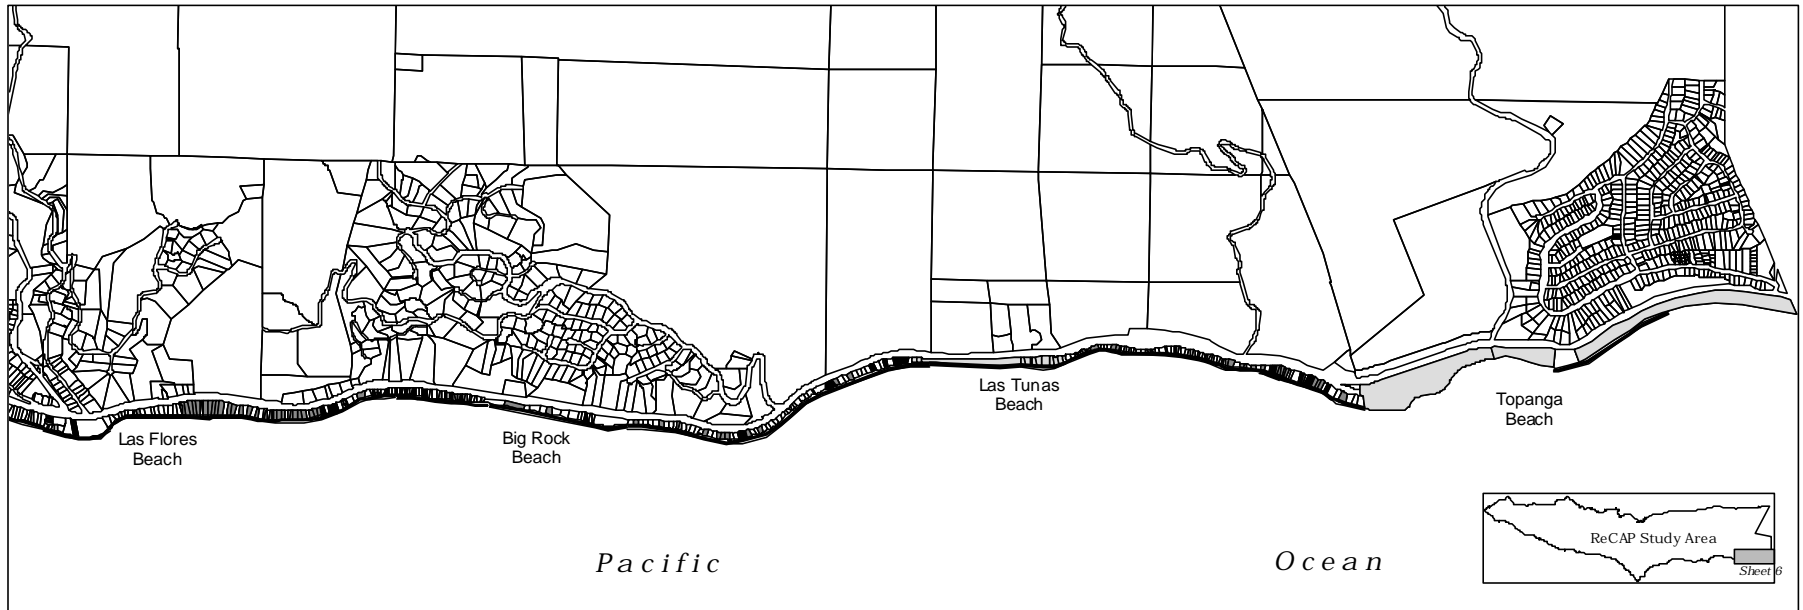 Las Flores
Beach
Big Rock
Beach
Las Tunas
Beach
Topanga
Beach
Pacific Ocean
ReCAP Study Area
Sheet 6